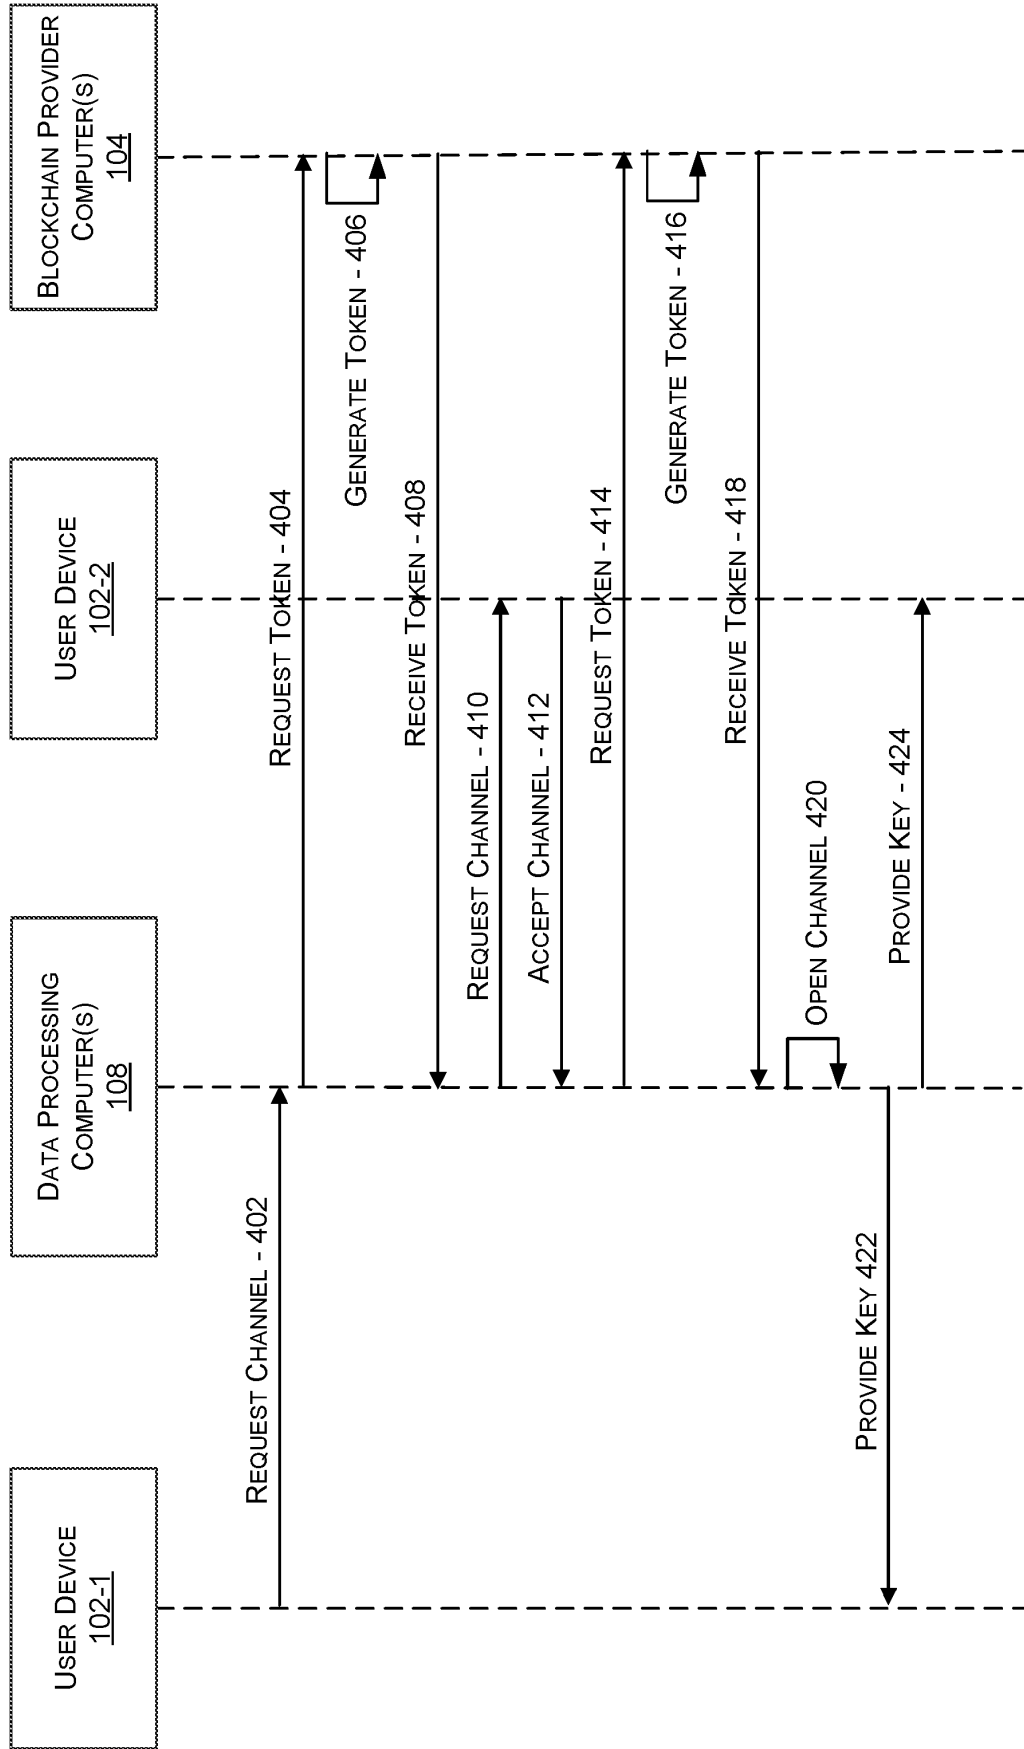 USER DEVICE
102-1
DATA PROCESSING
COMPUTER(S)
108
USER DEVICE
102-2
BLOCKCHAIN PROVIDER
COMPUTER(S)
104
REQUEST CHANNEL - 402
REQUEST TOKEN - 404
GENERATE TOKEN - 406
RECEIVE TOKEN - 408
REQUEST CHANNEL - 410
ACCEPT CHANNEL - 412
REQUEST TOKEN - 414
GENERATE TOKEN - 416
RECEIVE TOKEN - 418
OPEN CHANNEL 420
PROVIDE KEY 422
PROVIDE KEY - 424